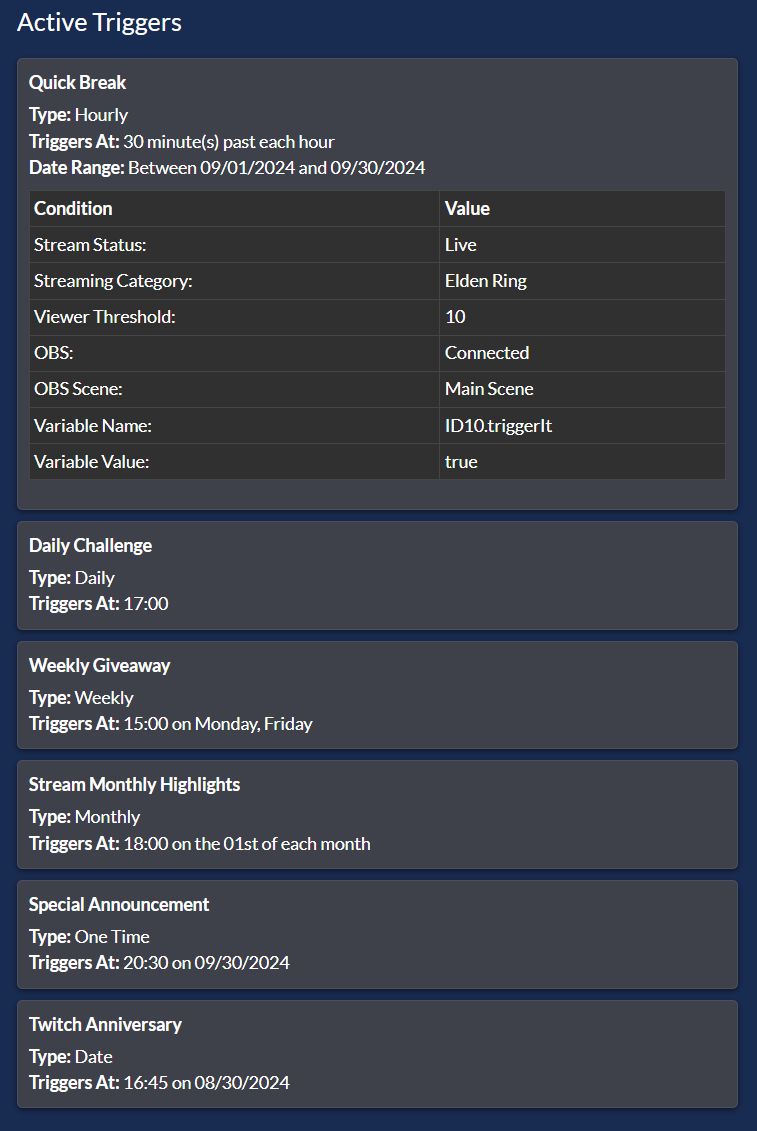 Active Triggers
Quick Break
Type: Hourly
Triggers At: 30 minute(s) past each hour
Date Range: Between 09/01/2024 and 09/30/2024
Condition Value
Stream Status: Live
Streaming Category: Elden Ring
Viewer Threshold: 10
OBS: Connected
OBS Scene: Main Scene
Variable Name: ID10.triggerIt
Variable Value: true
Daily Challenge
Type: Daily
Triggers At: 17:00
Weekly Giveaway
Type: Weekly
Triggers At: 15:00 on Monday, Friday
Stream Monthly Highlights
Type: Monthly
Triggers At: 18:00 on the 01st of each month
Special Announcement
Type: One Time
Triggers At: 20:30 on 09/30/2024
Twitch Anniversary
Type: Date
Triggers At: 16:45 on 08/30/2024